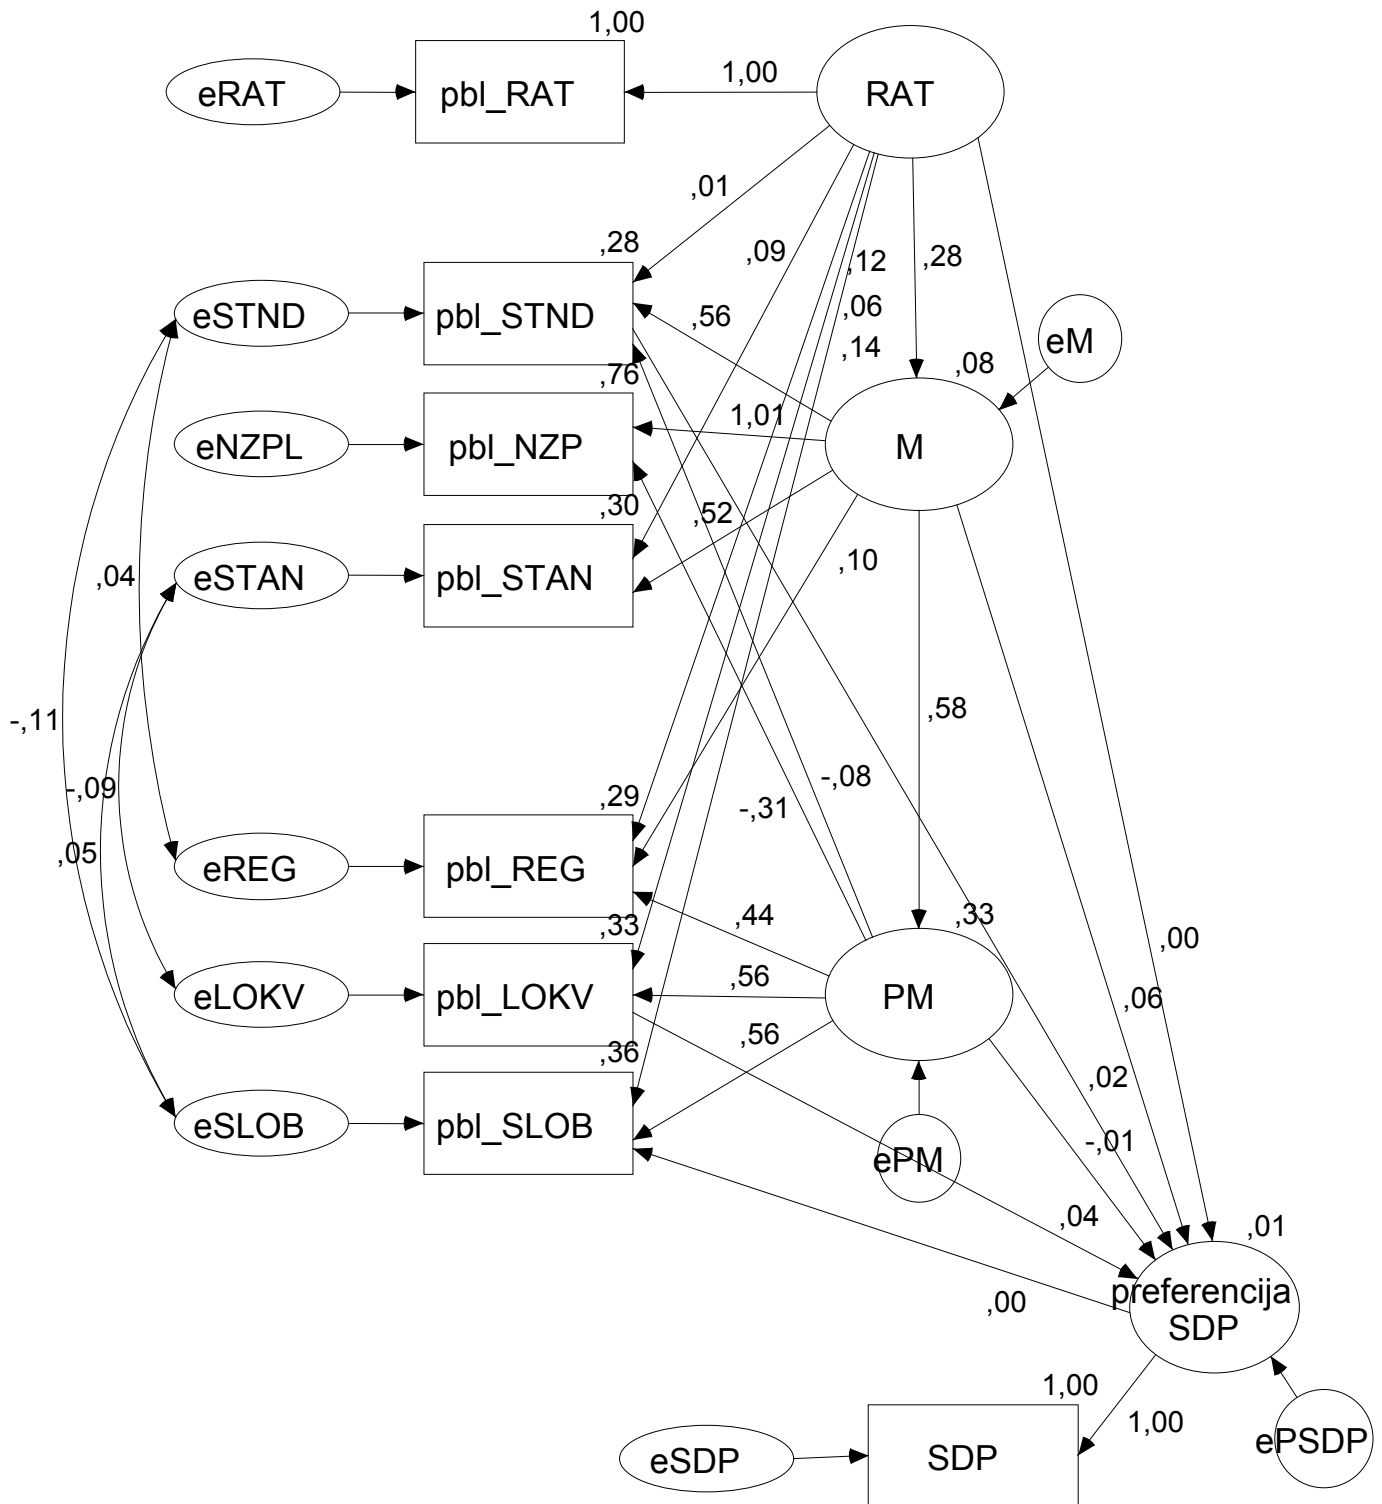 1,00
eRAT
pbl_RAT
1,00
RAT
,01
,28
,09
,12
,28
eSTND
pbl_STND
,56
,06
,14
eM
,76
,08
eNZPL
pbl_NZP
1,01
M
,30
,52
,04
eSTAN
pbl_STAN
,10
-,11
,58
-,09
,29
-,31
-,08
,05
eREG
pbl_REG
,44
,33
,33
,00
eLOKV
pbl_LOKV
,56
PM
,06
,36
,56
,02
eSLOB
pbl_SLOB
-,01
ePM
,04
,01
,00
preferencija
SDP
1,00
1,00
eSDP
SDP
ePSDP